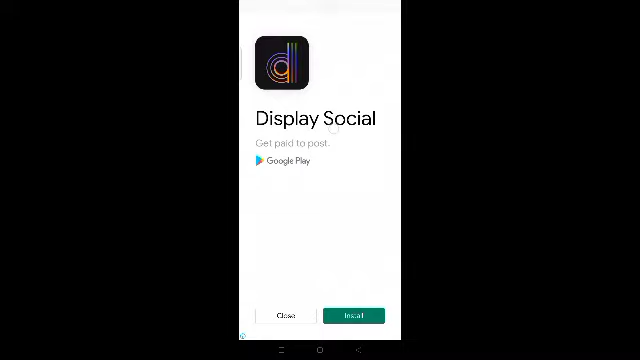 Display Social
Get paid to post.
Google Play
Close
Install